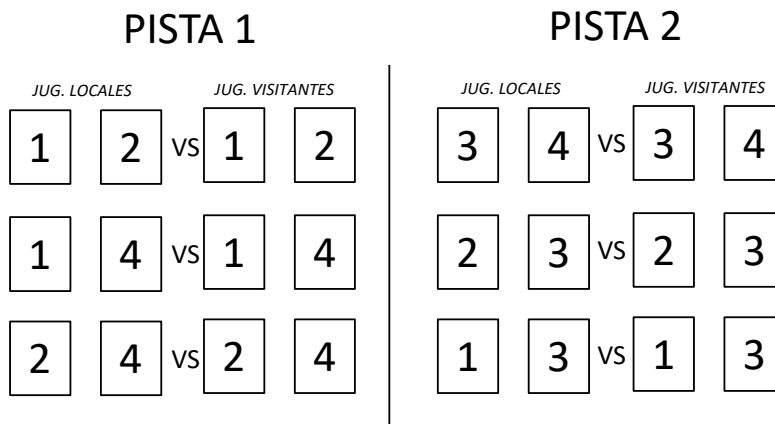 PISTA 1
JUG. LOCALES JUG. VISITANTES
1 2 VS 1 2
1 4 VS 1 4
2 4 VS 2 4
PISTA 2
JUG. LOCALES JUG. VISITANTES
3 4 VS 3 4
2 3 VS 2 3
1 3 VS 1 3